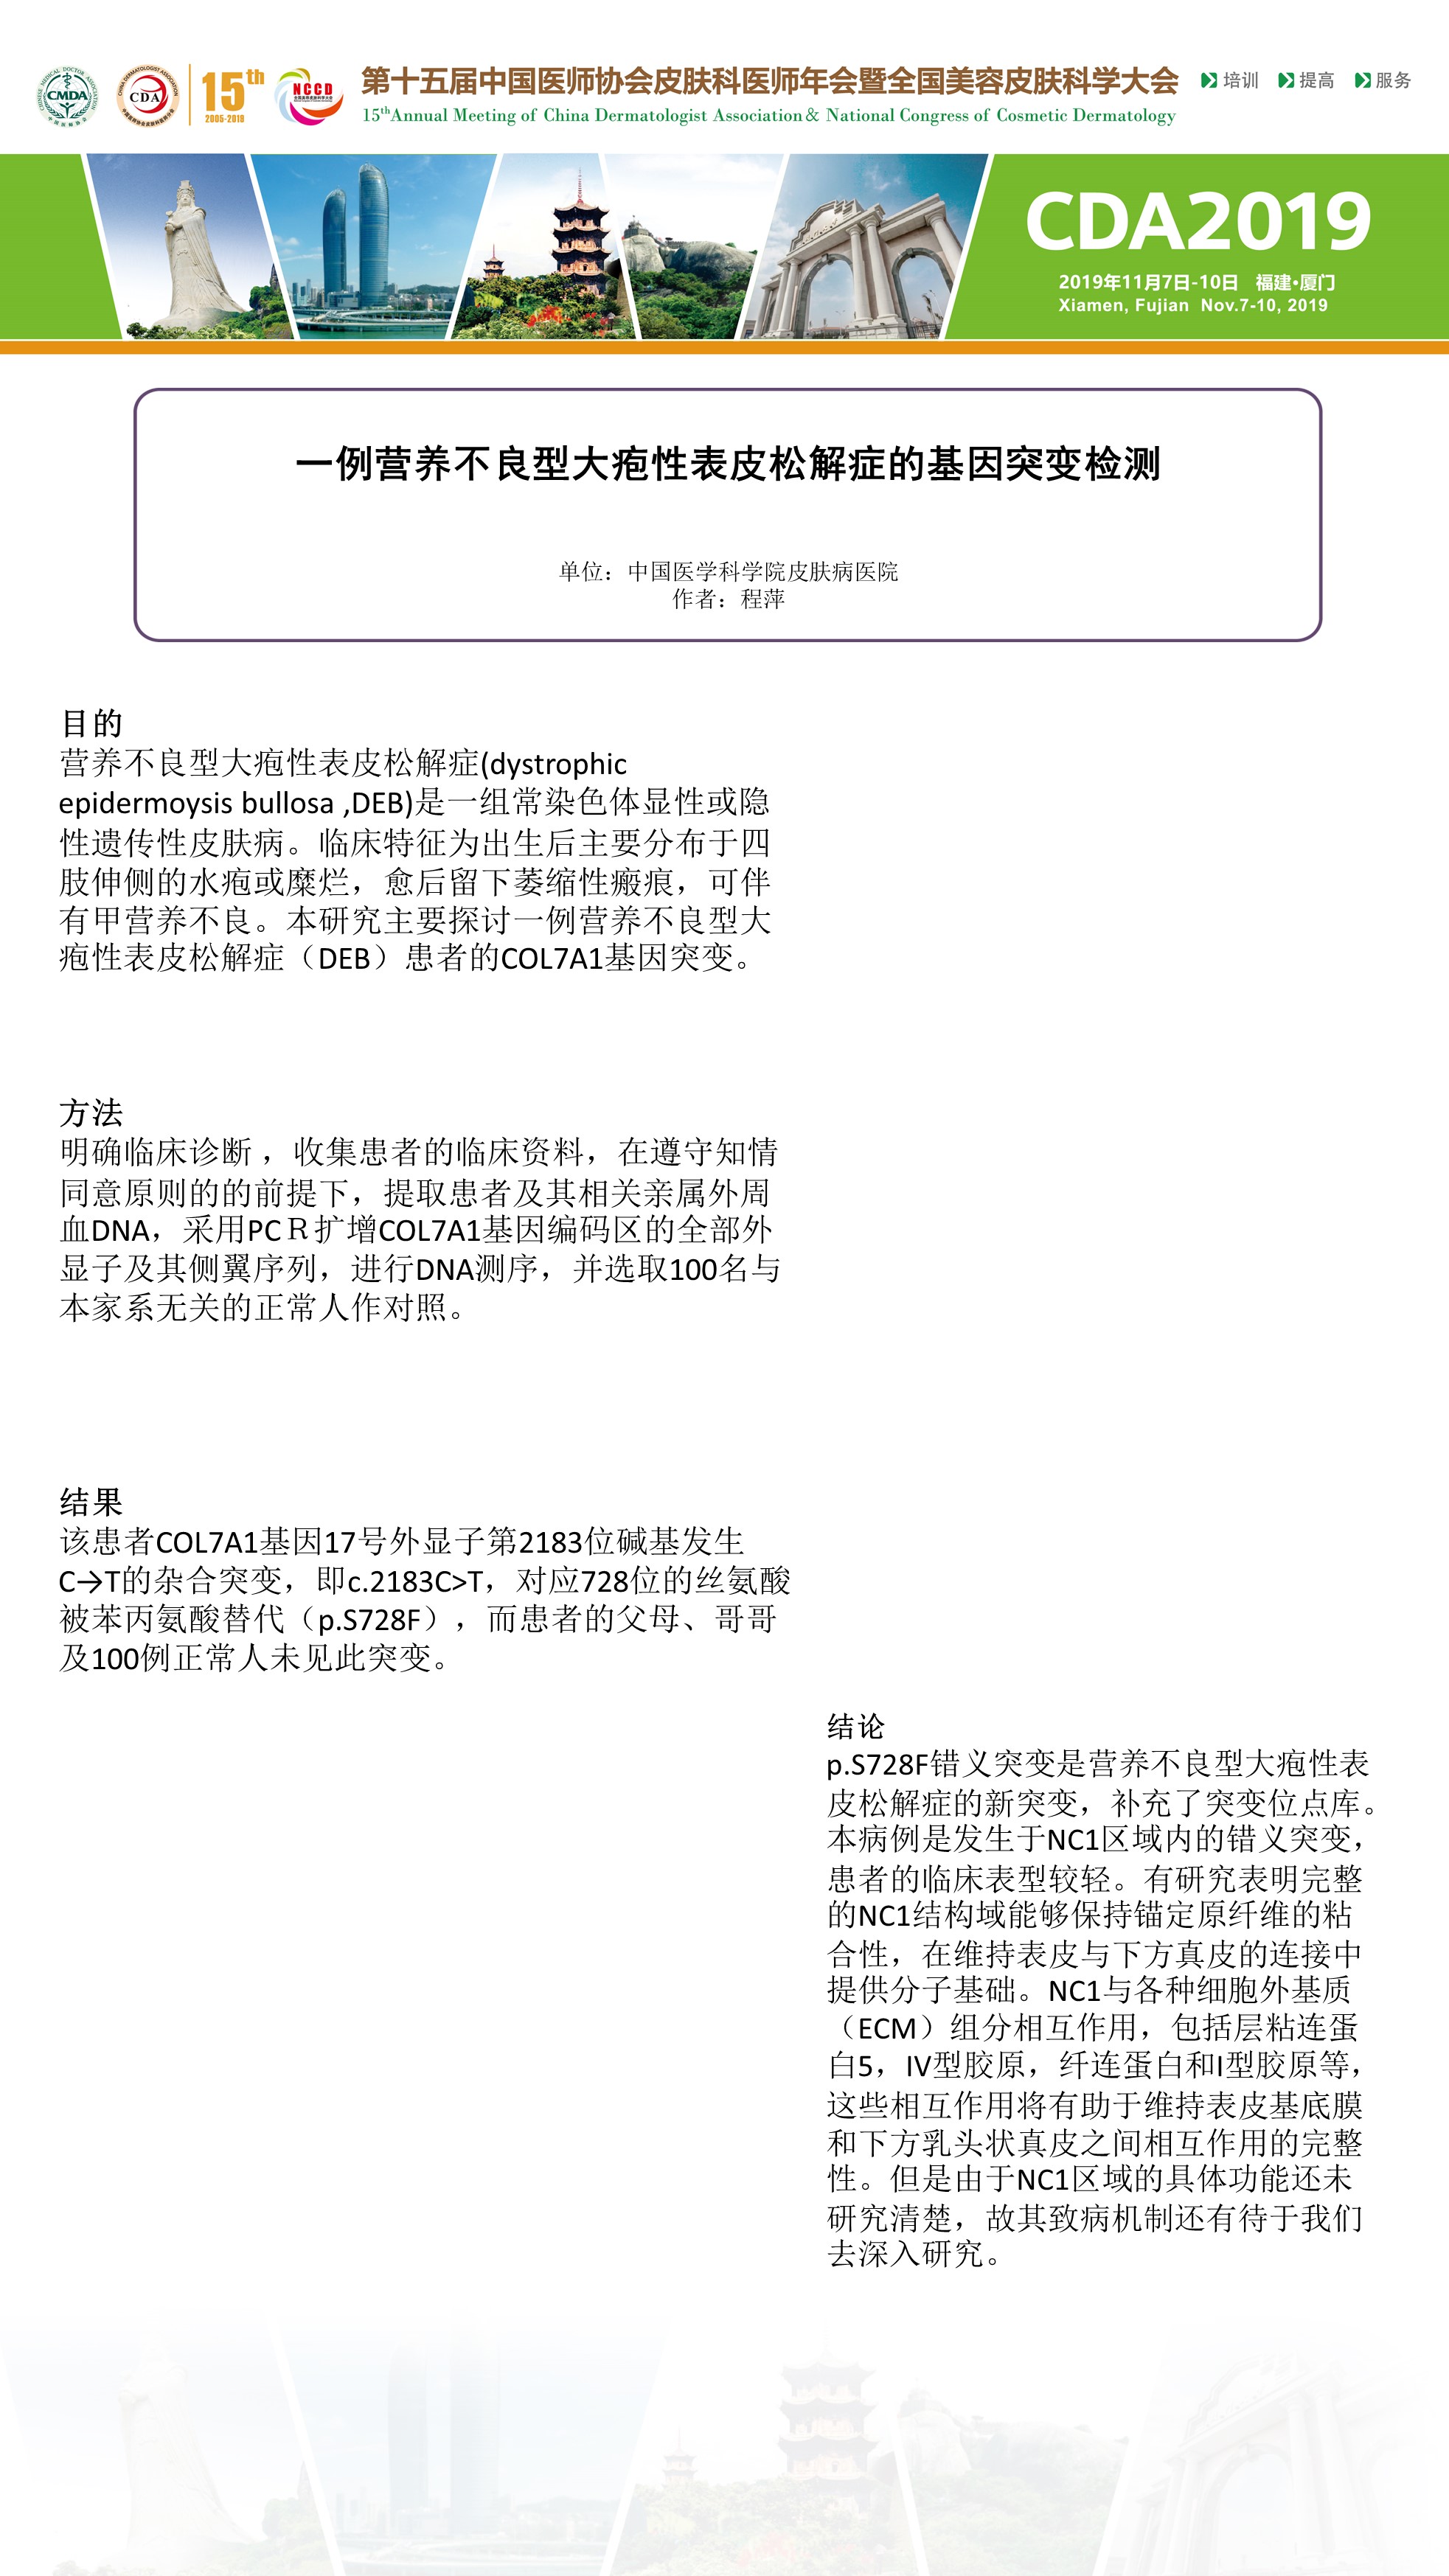 CMDA
CDA
15th
2005-2019
NCCD
第十五届中国医师协会皮肤科医师年会暨全国美容皮肤科学大会
15thAnnual Meeting of China Dermatologist Association& National Congress of Cosmetic Dermatology
培训 提高 服务
CDA2019
2019年11月7日-10日 福建·厦门
Xiamen, Fujian Nov.7-10, 2019
一例营养不良型大疱性表皮松解症的基因突变检测
单位：中国医学科学院皮肤病医院
作者：程萍
目的
营养不良型大疱性表皮松解症(dystrophic
epidermoysis bullosa ,DEB)是一组常染色体显性或隐
性遗传性皮肤病。临床特征为出生后主要分布于四
肢伸侧的水疱或糜烂，愈后留下萎缩性瘢痕，可伴
有甲营养不良。本研究主要探讨一例营养不良型大
疱性表皮松解症（DEB）患者的COL7A1基因突变。
方法
明确临床诊断 ，收集患者的临床资料，在遵守知情
同意原则的的前提下，提取患者及其相关亲属外周
血DNA，采用PCＲ扩增COL7A1基因编码区的全部外
显子及其侧翼序列，进行DNA测序，并选取100名与
本家系无关的正常人作对照。
结果
该患者COL7A1基因17号外显子第2183位碱基发生
C→T的杂合突变，即c.2183C>T，对应728位的丝氨酸
被苯丙氨酸替代（p.S728F），而患者的父母、哥哥
及100例正常人未见此突变。
结论
p.S728F错义突变是营养不良型大疱性表
皮松解症的新突变，补充了突变位点库。
本病例是发生于NC1区域内的错义突变，
患者的临床表型较轻。有研究表明完整
的NC1结构域能够保持锚定原纤维的粘
合性，在维持表皮与下方真皮的连接中
提供分子基础。NC1与各种细胞外基质
（ECM）组分相互作用，包括层粘连蛋
白5，IV型胶原，纤连蛋白和I型胶原等，
这些相互作用将有助于维持表皮基底膜
和下方乳头状真皮之间相互作用的完整
性。但是由于NC1区域的具体功能还未
研究清楚，故其致病机制还有待于我们
去深入研究。